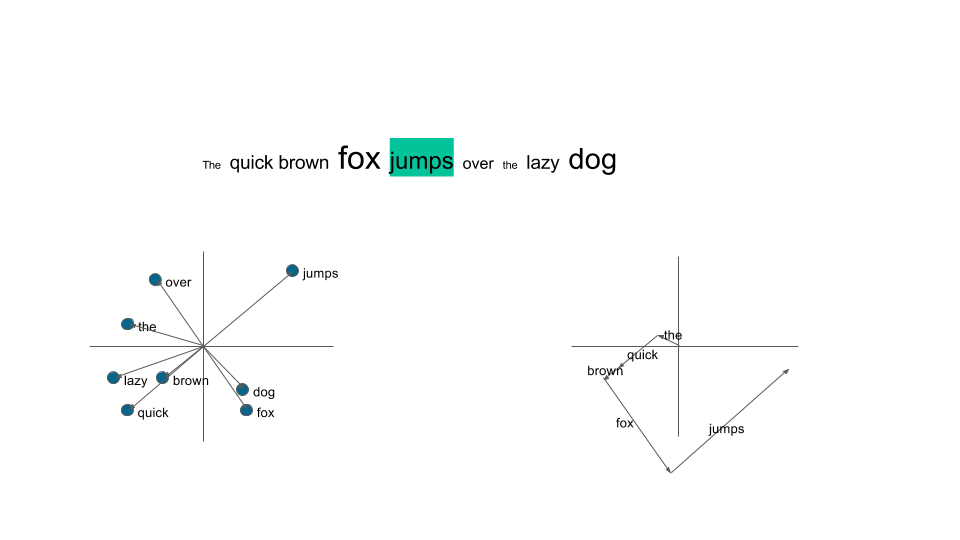 The quick brown fox jumps over the lazy dog
over
jumps
the
lazy
brown
dog
quick
fox
the
quick
brown
fox
jumps